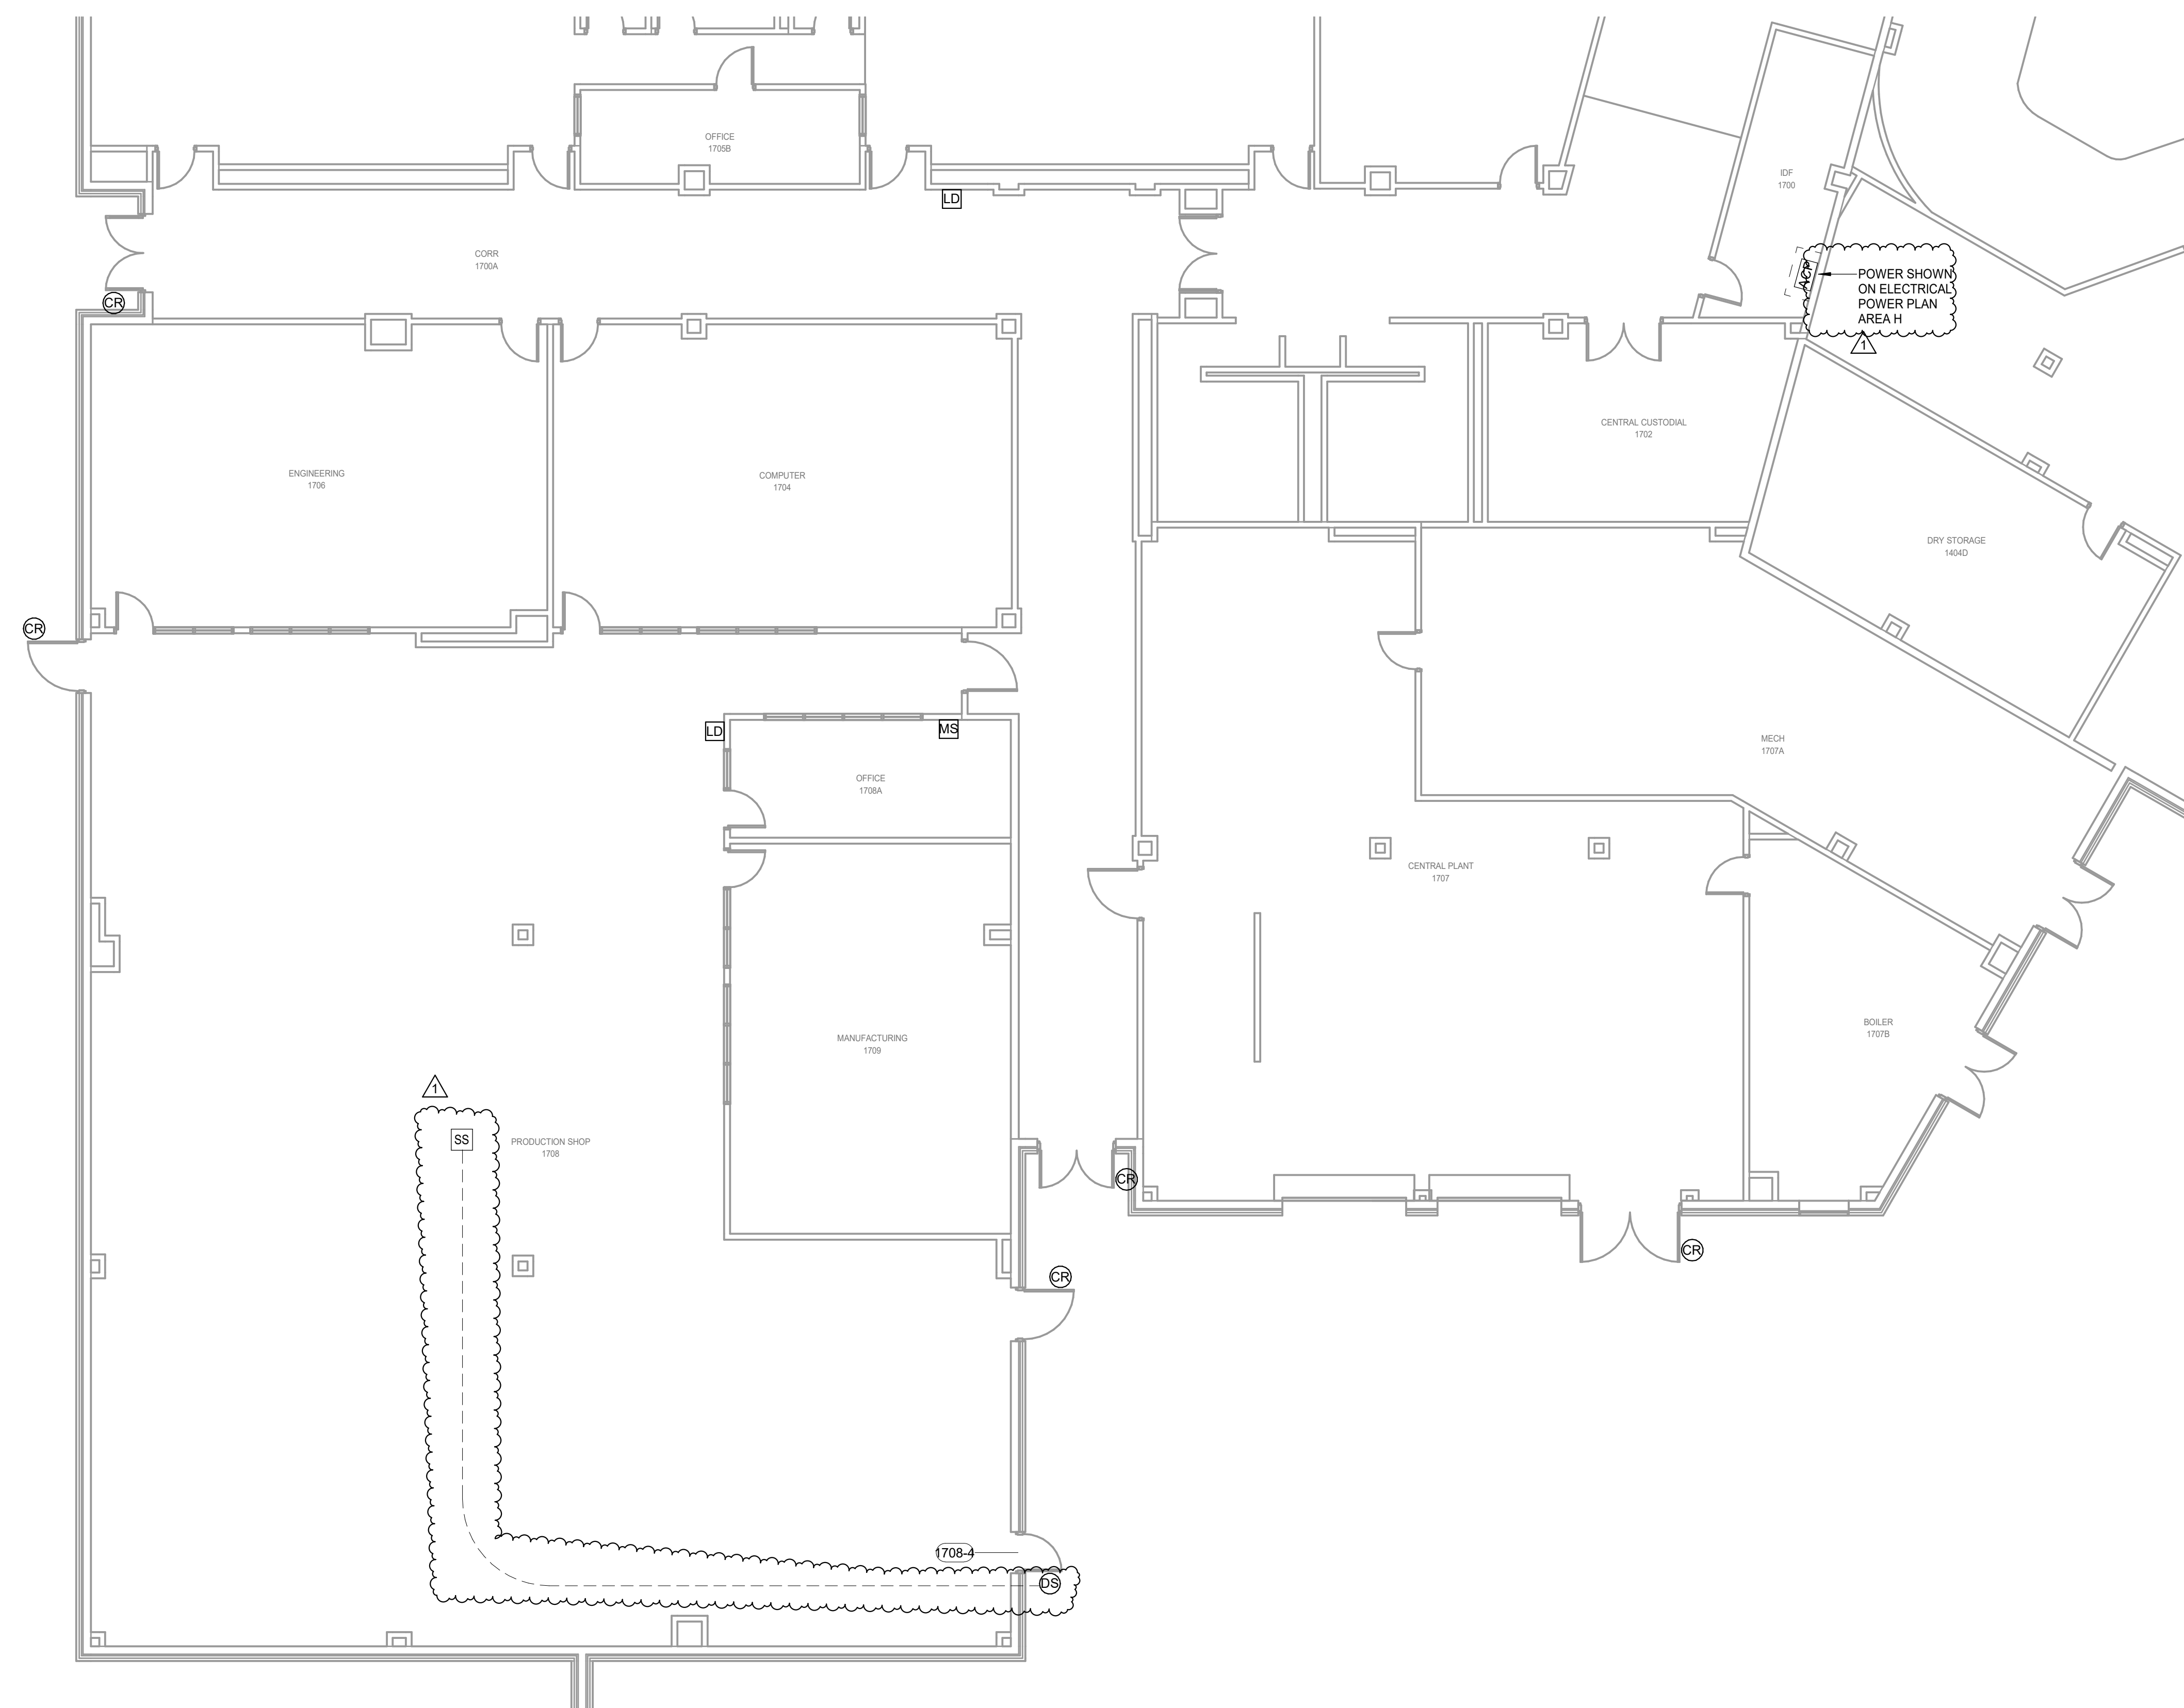 OFFICE
1705B
IDF
1700
LD
CORR
1700A
CR
ACP
POWER SHOWN
ON ELECTRICAL
POWER PLAN
AREA H
1
CENTRAL CUSTODIAL
1702
ENGINEERING
1706
COMPUTER
1704
DRY STORAGE
1404D
CR
LD
MS
MECH
1707A
OFFICE
1708A
CENTRAL PLANT
1707
MANUFACTURING
1709
BOILER
1707B
1
SS
PRODUCTION SHOP
1708
CR
CR
CR
1708-4
DS